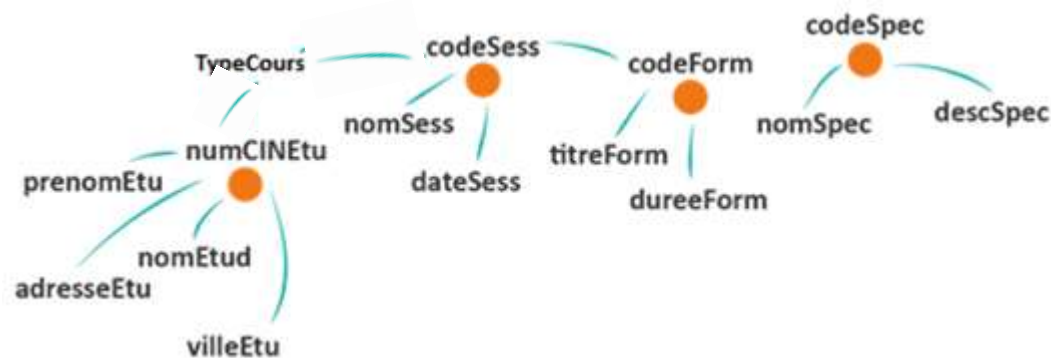 codeSpec
codeSess
TypeCours
codeForm
descSpec
nomSess
nomSpec
numCINEtu
titreForm
prenomEtu
dateSess
dureeForm
nomEtud
adresseEtu
villeEtu